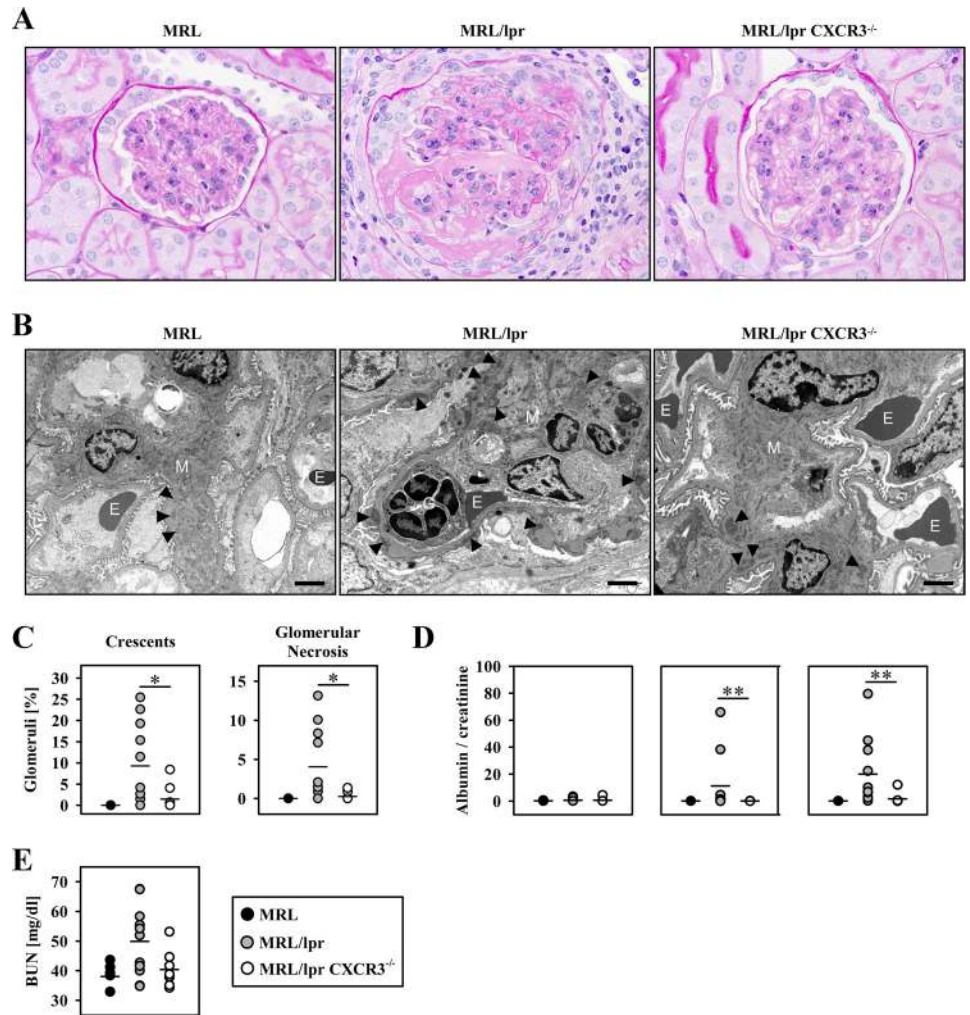 A
MRL
MRL/lpr
MRL/lpr CXCR3-/-
B
MRL
MRL/lpr
MRL/lpr CXCR3-/-
M
E
E
M
E
E
M
E
E
C
Crescents
Glomerular
Necrosis
Glomeruli [%]
30
25
20
15
10
5
0
*
15
10
5
0
*
D
Albumin / creatinine
100
80
60
40
20
0
**
**
E
BUN [mg/dl]
70
60
50
40
30
MRL
MRL/lpr
MRL/lpr CXCR3-/-